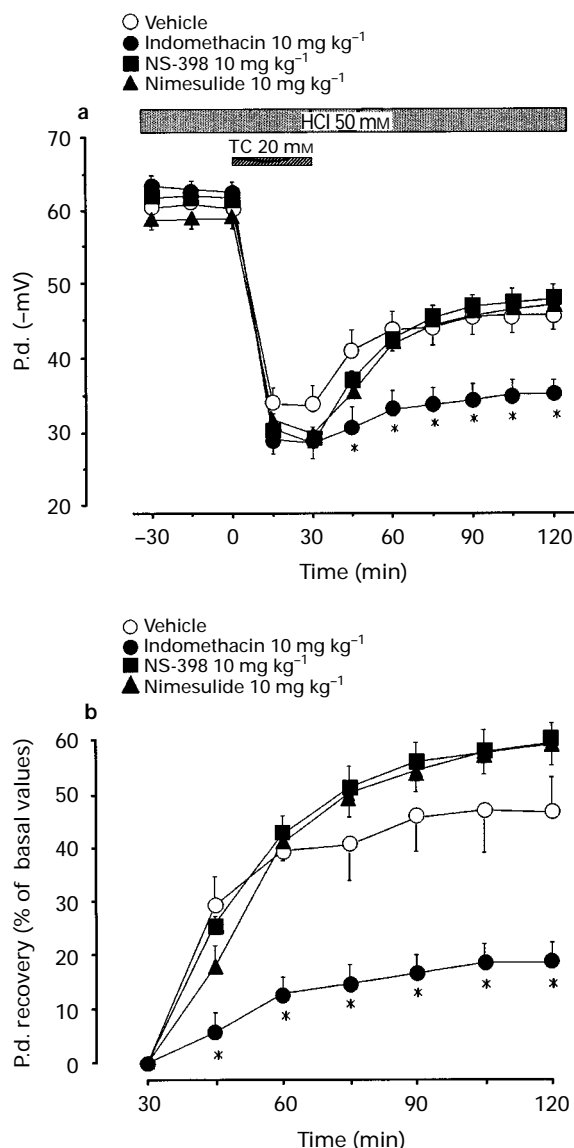 Vehicle
Indomethacin 10 mg kg⁻¹
NS-398 10 mg kg⁻¹
Nimesulide 10 mg kg⁻¹
a
HCl 50 mM
TC 20 mM
70
60
50
40
30
20
P.d. (–mV)
–30 0 30 60 90 120
Time (min)
Vehicle
Indomethacin 10 mg kg⁻¹
NS-398 10 mg kg⁻¹
Nimesulide 10 mg kg⁻¹
b
60
50
40
30
20
10
0
P.d. recovery (% of basal values)
30 60 90 120
Time (min)